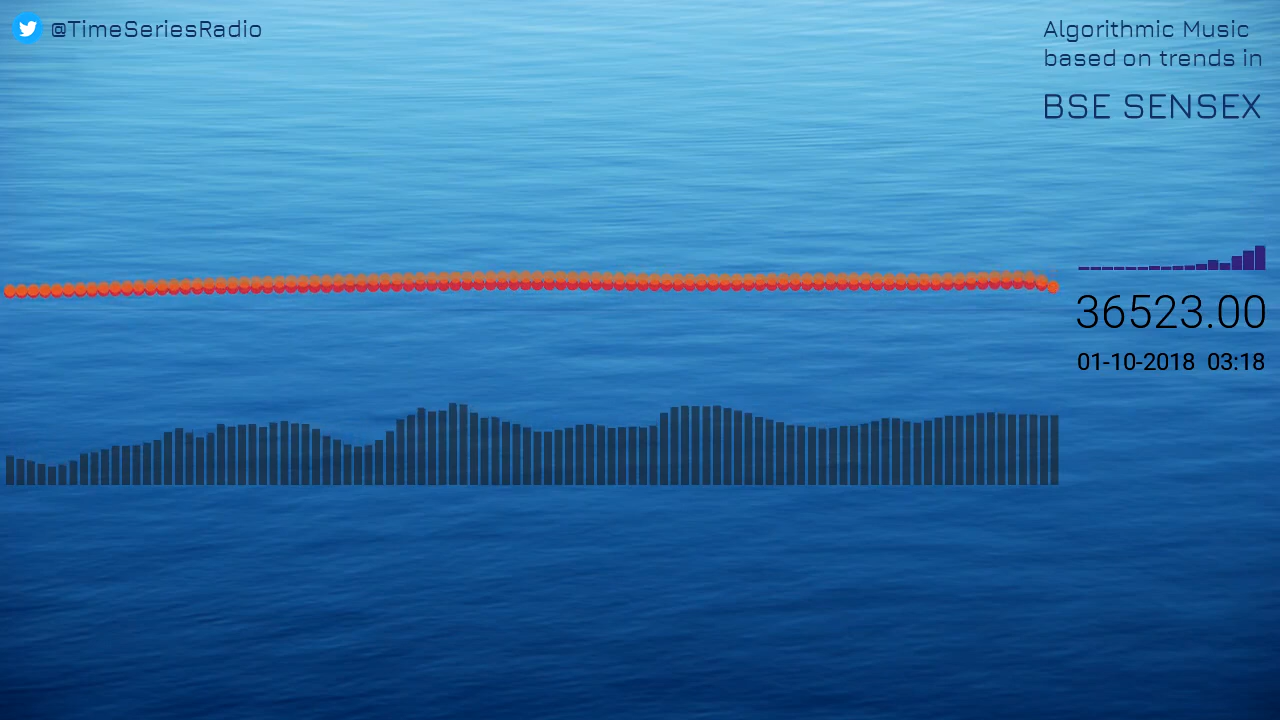 @TimeSeriesRadio
Algorithmic Music
based on trends in
BSE SENSEX
36523.00
01-10-2018 03:18